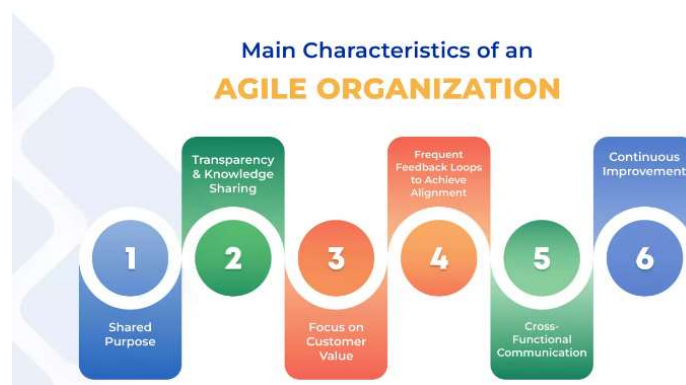 Main Characteristics of an
AGILE ORGANIZATION
1
Shared
Purpose
Transparency
& Knowledge
Sharing
2
3
Focus on
Customer
Value
Frequent
Feedback Loops
to Achieve
Alignment
4
5
Cross-
Functional
Communication
Continuous
Improvement
6